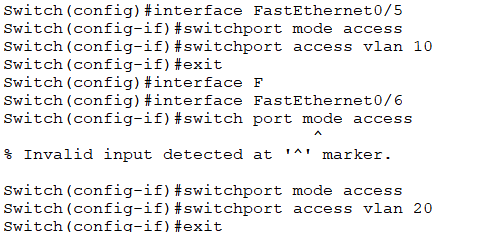 Switch(config)#interface FastEthernet0/5
Switch(config-if)#switchport mode access
Switch(config-if)#switchport access vlan 10
Switch(config-if)#exit
Switch(config)#interface F
Switch(config)#interface FastEthernet0/6
Switch(config-if)#switch port mode access
^
% Invalid input detected at '^' marker.
Switch(config-if)#switchport mode access
Switch(config-if)#switchport access vlan 20
Switch(config-if)#exit